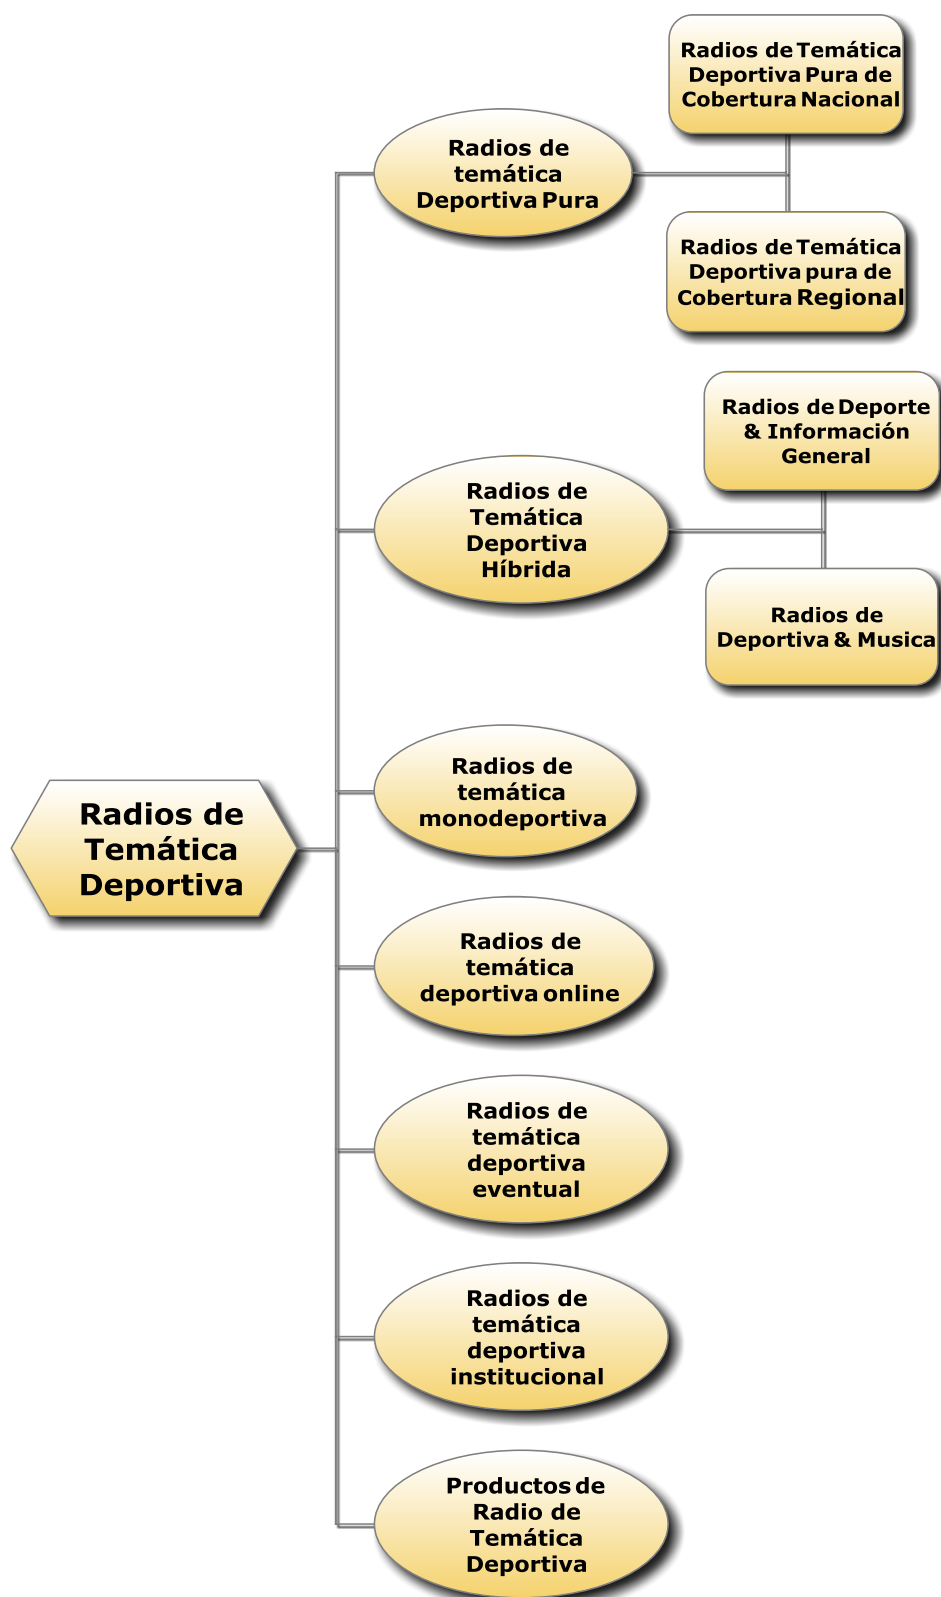 Radios de Temática
Deportiva Pura de
Cobertura Nacional
Radios de
temática
Deportiva Pura
Radios de Temática
Deportiva pura de
Cobertura Regional
Radios de Deporte
& Información
General
Radios de
Temática
Deportiva
Híbrida
Radios de
Deportiva & Musica
Radios de
temática
monodeportiva
Radios de
Temática
Deportiva
Radios de
temática
deportiva online
Radios de
temática
deportiva
eventual
Radios de
temática
deportiva
institucional
Productos de
Radio de
Temática
Deportiva